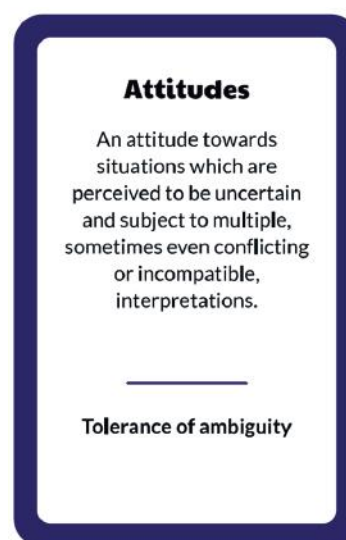 Attitudes
An attitude towards
situations which are
perceived to be uncertain
and subject to multiple,
sometimes even conflicting
or incompatible,
interpretations.
Tolerance of ambiguity